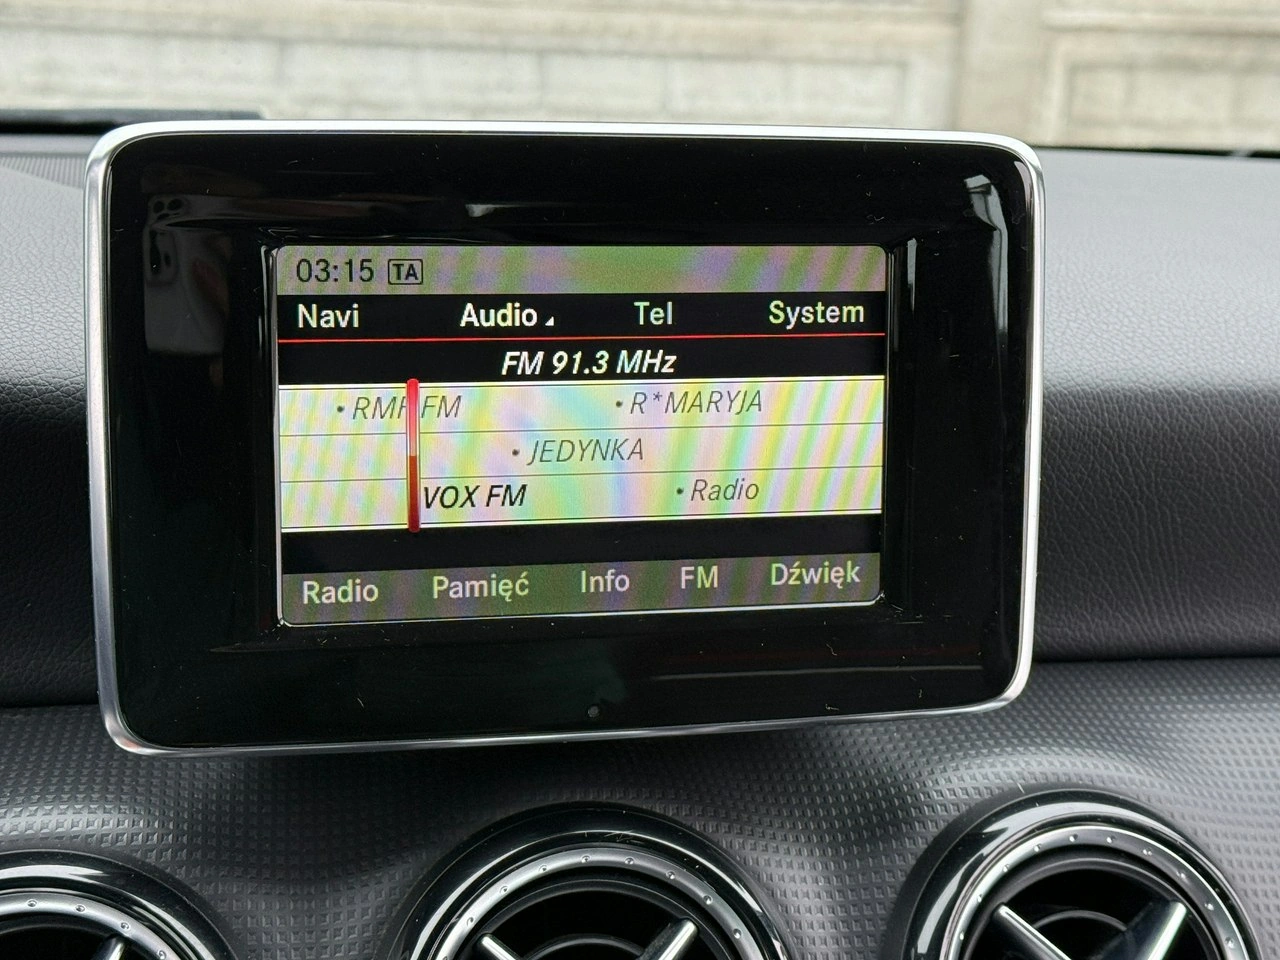 03:15 TA
Navi Audio Tel System
FM 91.3 MHz
• RMF FM • R*MARYJA
• JEDYNKA
VOX FM • Radio
Radio Pamięć Info FM Dźwięk